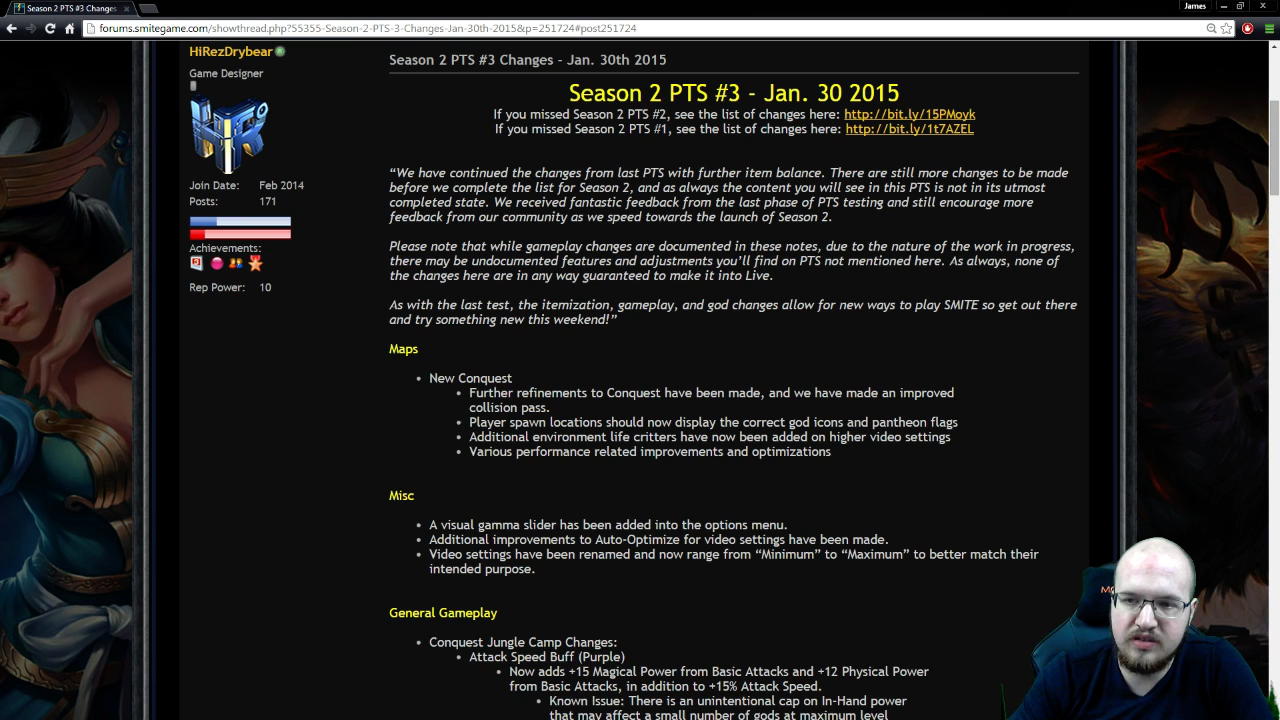 Season 2 PTS #3 Changes
James
forums.smitegame.com/showthread.php?55355-Season-2-PTS-3-Changes-Jan-30th-2015&p=251724#post251724
HiRezDrybear
Game Designer
Join Date: Feb 2014
Posts: 171
Achievements:
Rep Power: 10
Season 2 PTS #3 Changes - Jan. 30th 2015
Season 2 PTS #3 - Jan. 30 2015
If you missed Season 2 PTS #2, see the list of changes here: http://bit.ly/15PMoyk
If you missed Season 2 PTS #1, see the list of changes here: http://bit.ly/1t7AZEL
“We have continued the changes from last PTS with further item balance. There are still more changes to be made
before we complete the list for Season 2, and as always the content you will see in this PTS is not in its utmost
completed state. We received fantastic feedback from the last phase of PTS testing and still encourage more
feedback from our community as we speed towards the launch of Season 2.
Please note that while gameplay changes are documented in these notes, due to the nature of the work in progress,
there may be undocumented features and adjustments you’ll find on PTS not mentioned here. As always, none of
the changes here are in any way guaranteed to make it into Live.
As with the last test, the itemization, gameplay, and god changes allow for new ways to play SMITE so get out there
and try something new this weekend!”
Maps
• New Conquest
• Further refinements to Conquest have been made, and we have made an improved
collision pass.
• Player spawn locations should now display the correct god icons and pantheon flags
• Additional environment life critters have now been added on higher video settings
• Various performance related improvements and optimizations
Misc
• A visual gamma slider has been added into the options menu.
• Additional improvements to Auto-Optimize for video settings have been made.
• Video settings have been renamed and now range from “Minimum” to “Maximum” to better match their
intended purpose.
General Gameplay
• Conquest Jungle Camp Changes:
• Attack Speed Buff (Purple)
• Now adds +15 Magical Power from Basic Attacks and +12 Physical Power
from Basic Attacks, in addition to +15% Attack Speed.
• Known Issue: There is an unintentional cap on In-Hand power
that may affect a small number of gods at maximum level